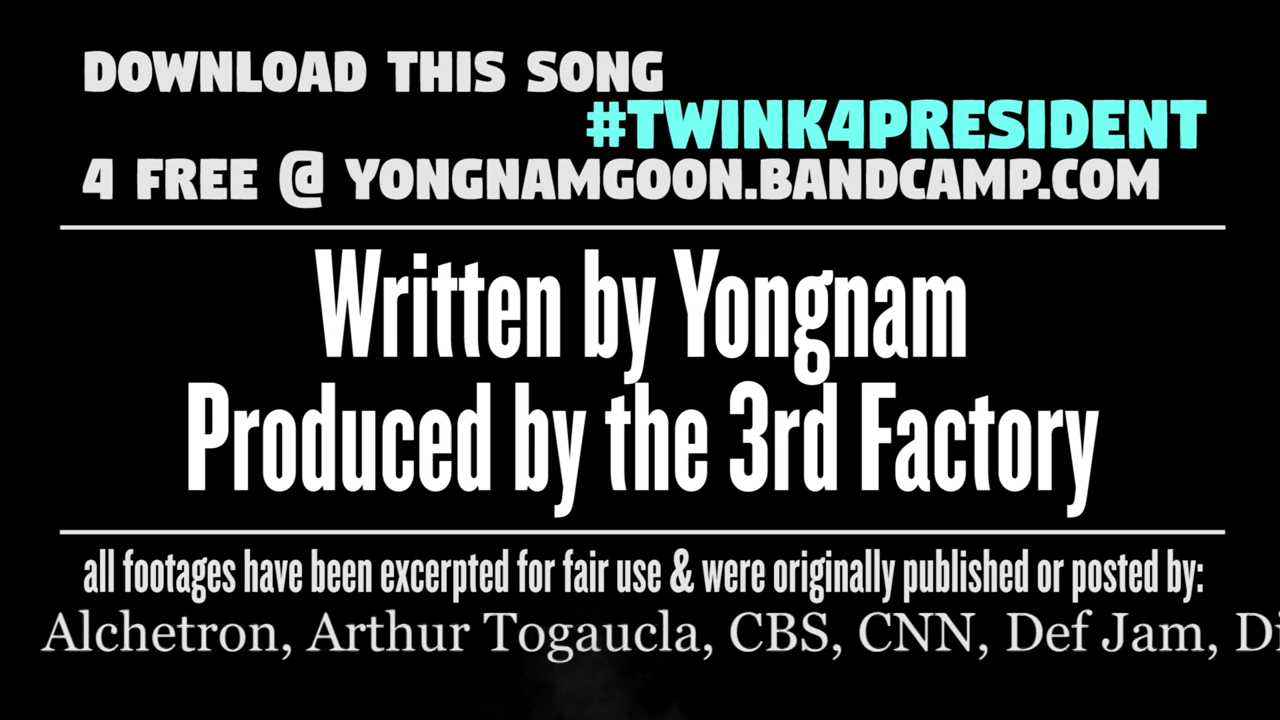 DOWNLOAD THIS SONG
#TWINK4PRESIDENT
4 FREE @ YONGNAMGOON.BANDCAMP.COM
Written by Yongnam
Produced by the 3rd Factory
all footages have been excerpted for fair use & were originally published or posted by:
Alchetron, Arthur Togaucla, CBS, CNN, Def Jam,